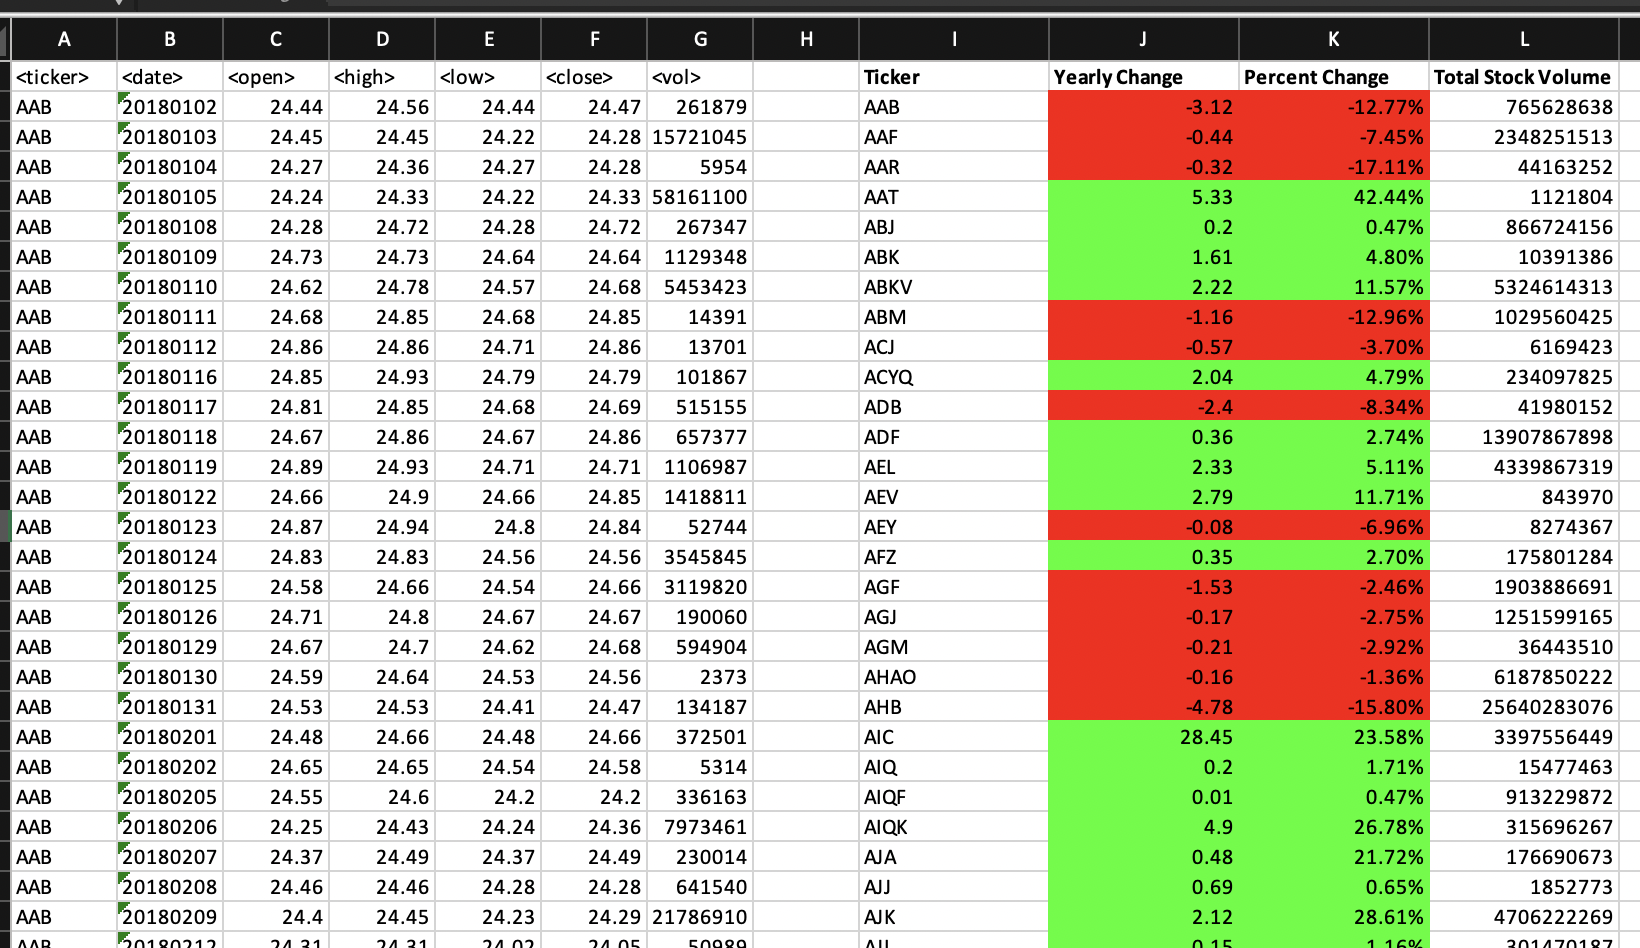 A B C D E F G H I J K L
<ticker> <date> <open> <high> <low> <close> <vol> Ticker Yearly Change Percent Change Total Stock Volume
AAB 20180102 24.44 24.56 24.44 24.47 261879 AAB -3.12 -12.77% 765628638
AAB 20180103 24.45 24.45 24.22 24.28 15721045 AAF -0.44 -7.45% 2348251513
AAB 20180104 24.27 24.36 24.27 24.28 5954 AAR -0.32 -17.11% 44163252
AAB 20180105 24.24 24.33 24.22 24.33 58161100 AAT 5.33 42.44% 1121804
AAB 20180108 24.28 24.72 24.28 24.72 267347 ABJ 0.2 0.47% 866724156
AAB 20180109 24.73 24.73 24.64 24.64 1129348 ABK 1.61 4.80% 10391386
AAB 20180110 24.62 24.78 24.57 24.68 5453423 ABKV 2.22 11.57% 5324614313
AAB 20180111 24.68 24.85 24.68 24.85 14391 ABM -1.16 -12.96% 1029560425
AAB 20180112 24.86 24.86 24.71 24.86 13701 ACJ -0.57 -3.70% 6169423
AAB 20180116 24.85 24.93 24.79 24.79 101867 ACYQ 2.04 4.79% 234097825
AAB 20180117 24.81 24.85 24.68 24.69 515155 ADB -2.4 -8.34% 41980152
AAB 20180118 24.67 24.86 24.67 24.86 657377 ADF 0.36 2.74% 13907867898
AAB 20180119 24.89 24.93 24.71 24.71 1106987 AEL 2.33 5.11% 4339867319
AAB 20180122 24.66 24.9 24.66 24.85 1418811 AEV 2.79 11.71% 843970
AAB 20180123 24.87 24.94 24.8 24.84 52744 AEY -0.08 -6.96% 8274367
AAB 20180124 24.83 24.83 24.56 24.56 3545845 AFZ 0.35 2.70% 175801284
AAB 20180125 24.58 24.66 24.54 24.66 3119820 AGF -1.53 -2.46% 1903886691
AAB 20180126 24.71 24.8 24.67 24.67 190060 AGJ -0.17 -2.75% 1251599165
AAB 20180129 24.67 24.7 24.62 24.68 594904 AGM -0.21 -2.92% 36443510
AAB 20180130 24.59 24.64 24.53 24.56 2373 AHAO -0.16 -1.36% 6187850222
AAB 20180131 24.53 24.53 24.41 24.47 134187 AHB -4.78 -15.80% 25640283076
AAB 20180201 24.48 24.66 24.48 24.66 372501 AIC 28.45 23.58% 3397556449
AAB 20180202 24.65 24.65 24.54 24.58 5314 AIQ 0.2 1.71% 15477463
AAB 20180205 24.55 24.6 24.2 24.2 336163 AIQF 0.01 0.47% 913229872
AAB 20180206 24.25 24.43 24.24 24.36 7973461 AIQK 4.9 26.78% 315696267
AAB 20180207 24.37 24.49 24.37 24.49 230014 AJA 0.48 21.72% 176690673
AAB 20180208 24.46 24.46 24.28 24.28 641540 AJJ 0.69 0.65% 1852773
AAB 20180209 24.4 24.45 24.23 24.29 21786910 AJK 2.12 28.61% 4706222269
AAB 20180212 24.31 24.31 24.02 24.05 50989 0.15 1.16% 301470187